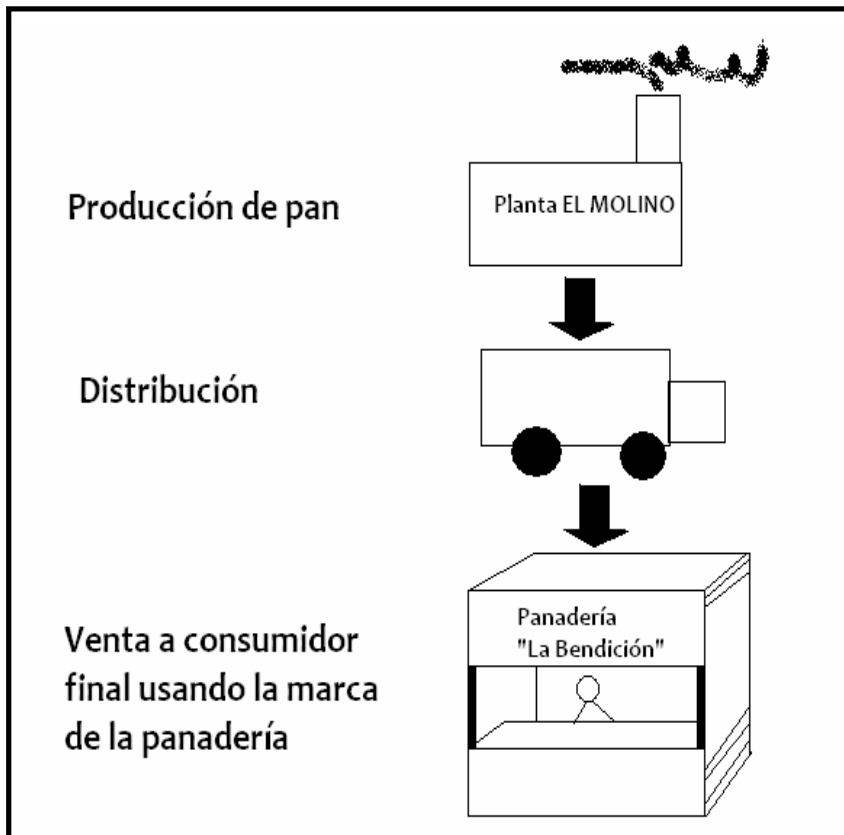 Producción de pan
Planta EL MOLINO
Distribución
Panadería
"La Bendición"
Venta a consumidor
final usando la marca
de la panadería